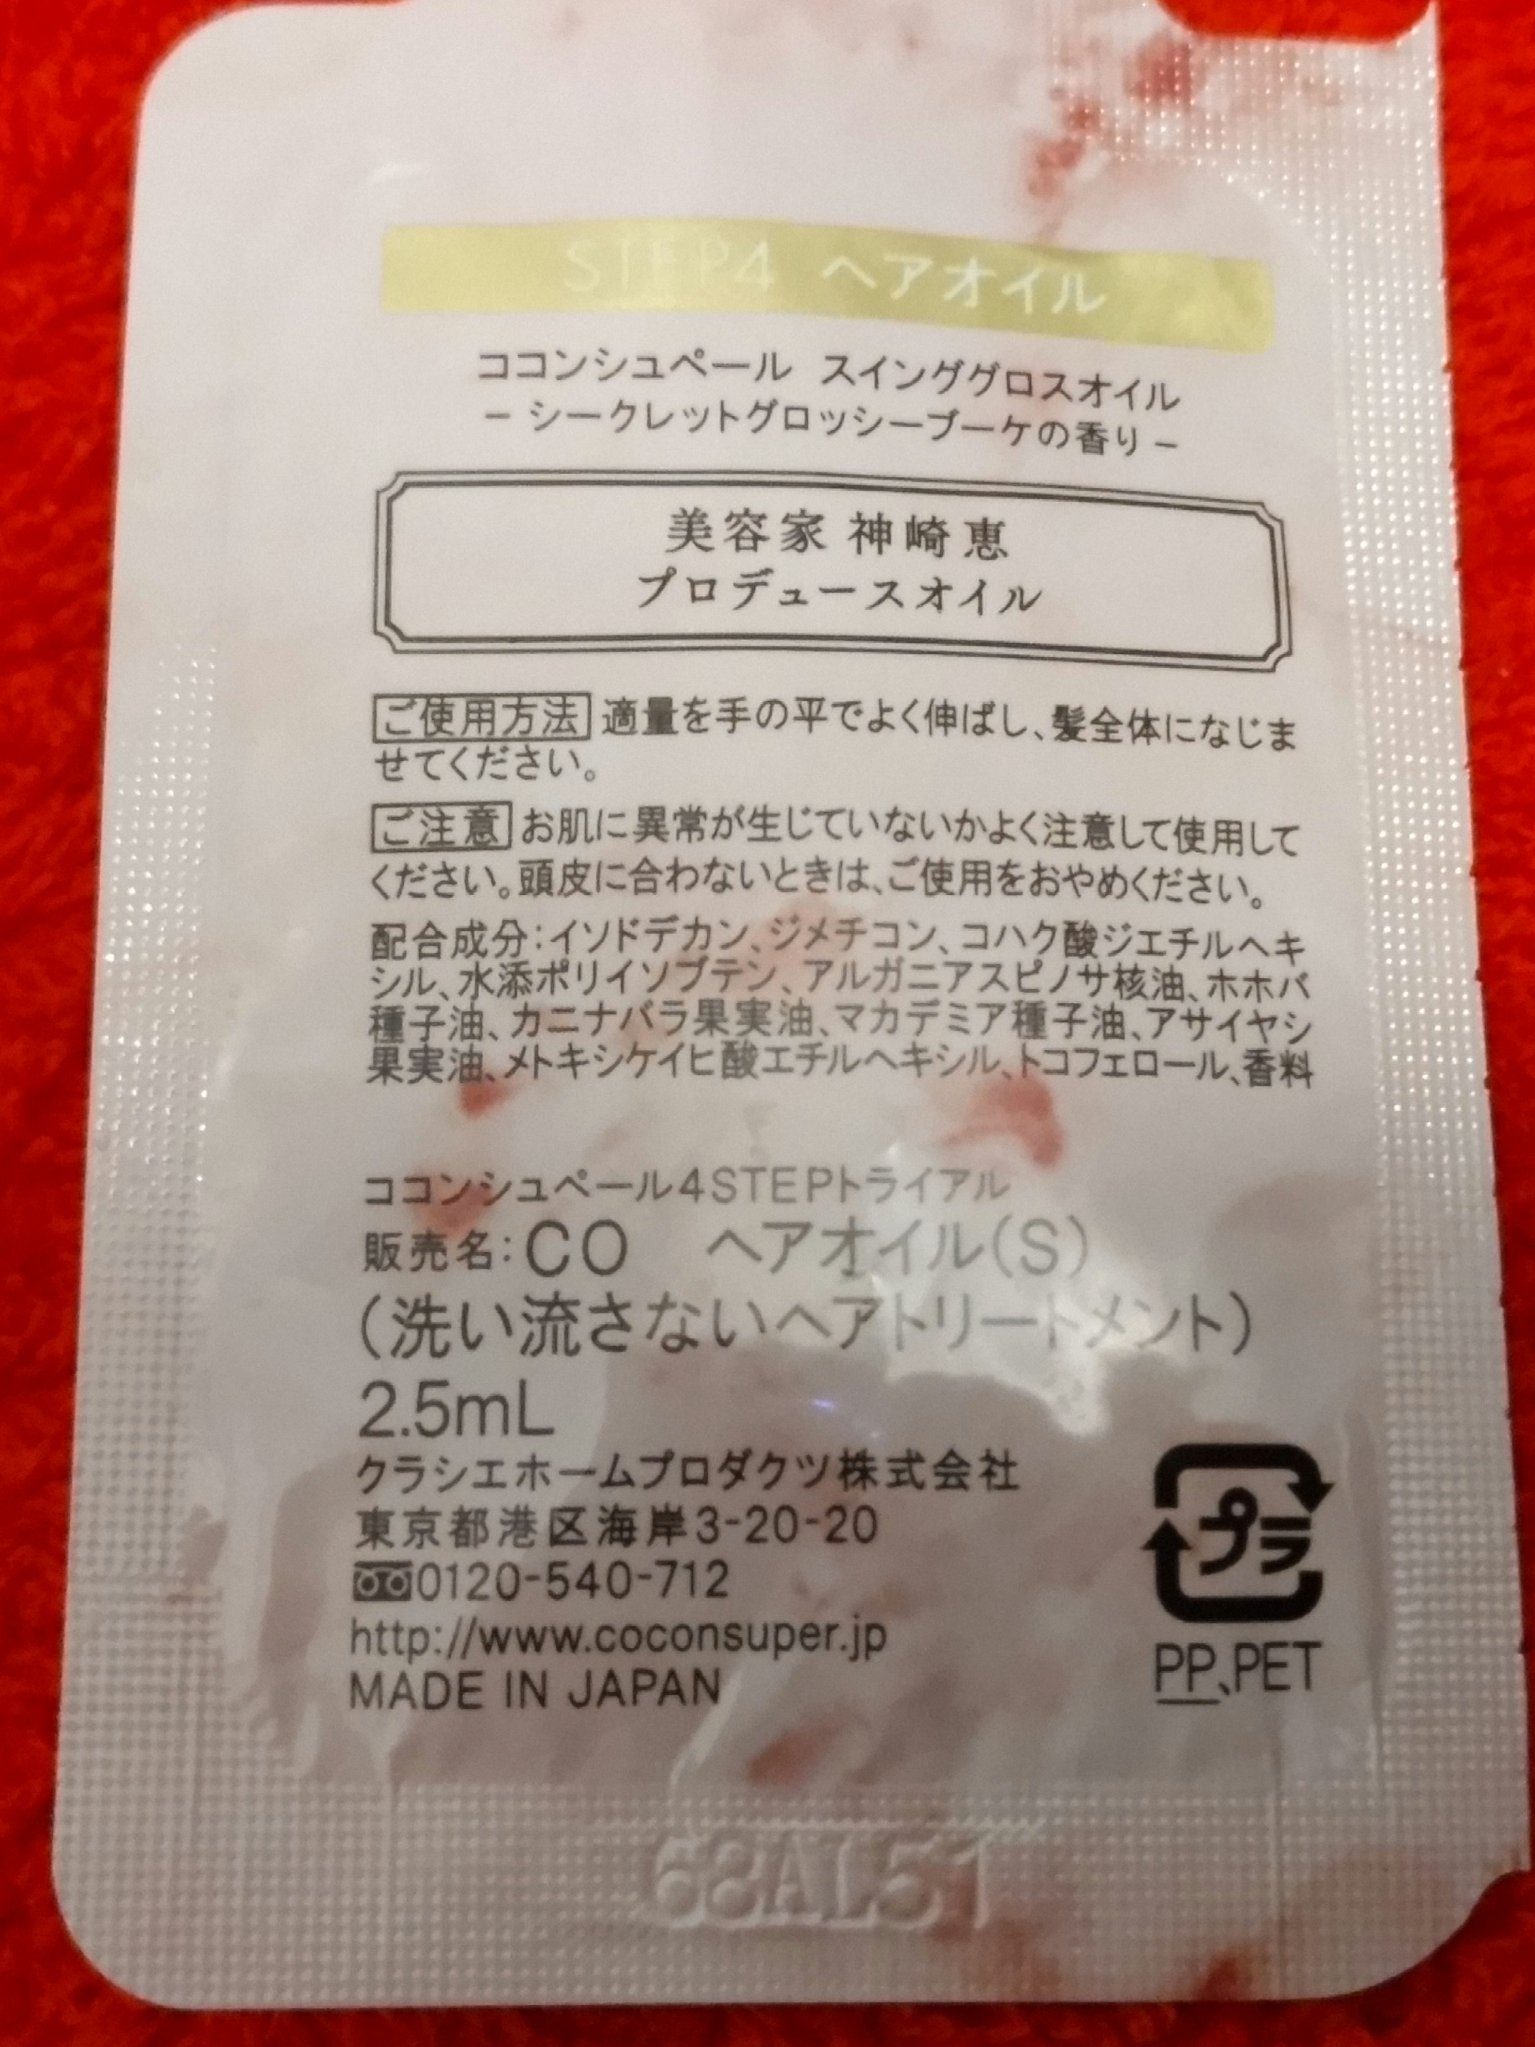 STEP4 ヘアオイル
ココンシュペール スインググロスオイル
－シークレットグロッシーブーケの香り－
美容家 神崎恵
プロデュースオイル
ご使用方法 適量を手の平でよく伸ばし、髪全体になじま
せてください。
ご注意 お肌に異常が生じていないかよく注意して使用して
ください。頭皮に合わないときは、ご使用をおやめください。
配合成分：イソドデカン、ジメチコン、コハク酸ジエチルヘキ
シル、水添ポリイソブテン、アルガニアスピノサ核油、ホホバ
種子油、カニナバラ果実油、マカデミア種子油、アサイヤシ
果実油、メトキシケイヒ酸エチルヘキシル、トコフェロール、香料
ココンシュペール4STEPトライアル
販売名：CO ヘアオイル(S)
(洗い流さないヘアトリートメント)
2.5mL
クラシエホームプロダクツ株式会社
東京都港区海岸3-20-20
0120-540-712
http://www.coconsuper.jp
MADE IN JAPAN
プラ
PP、PET